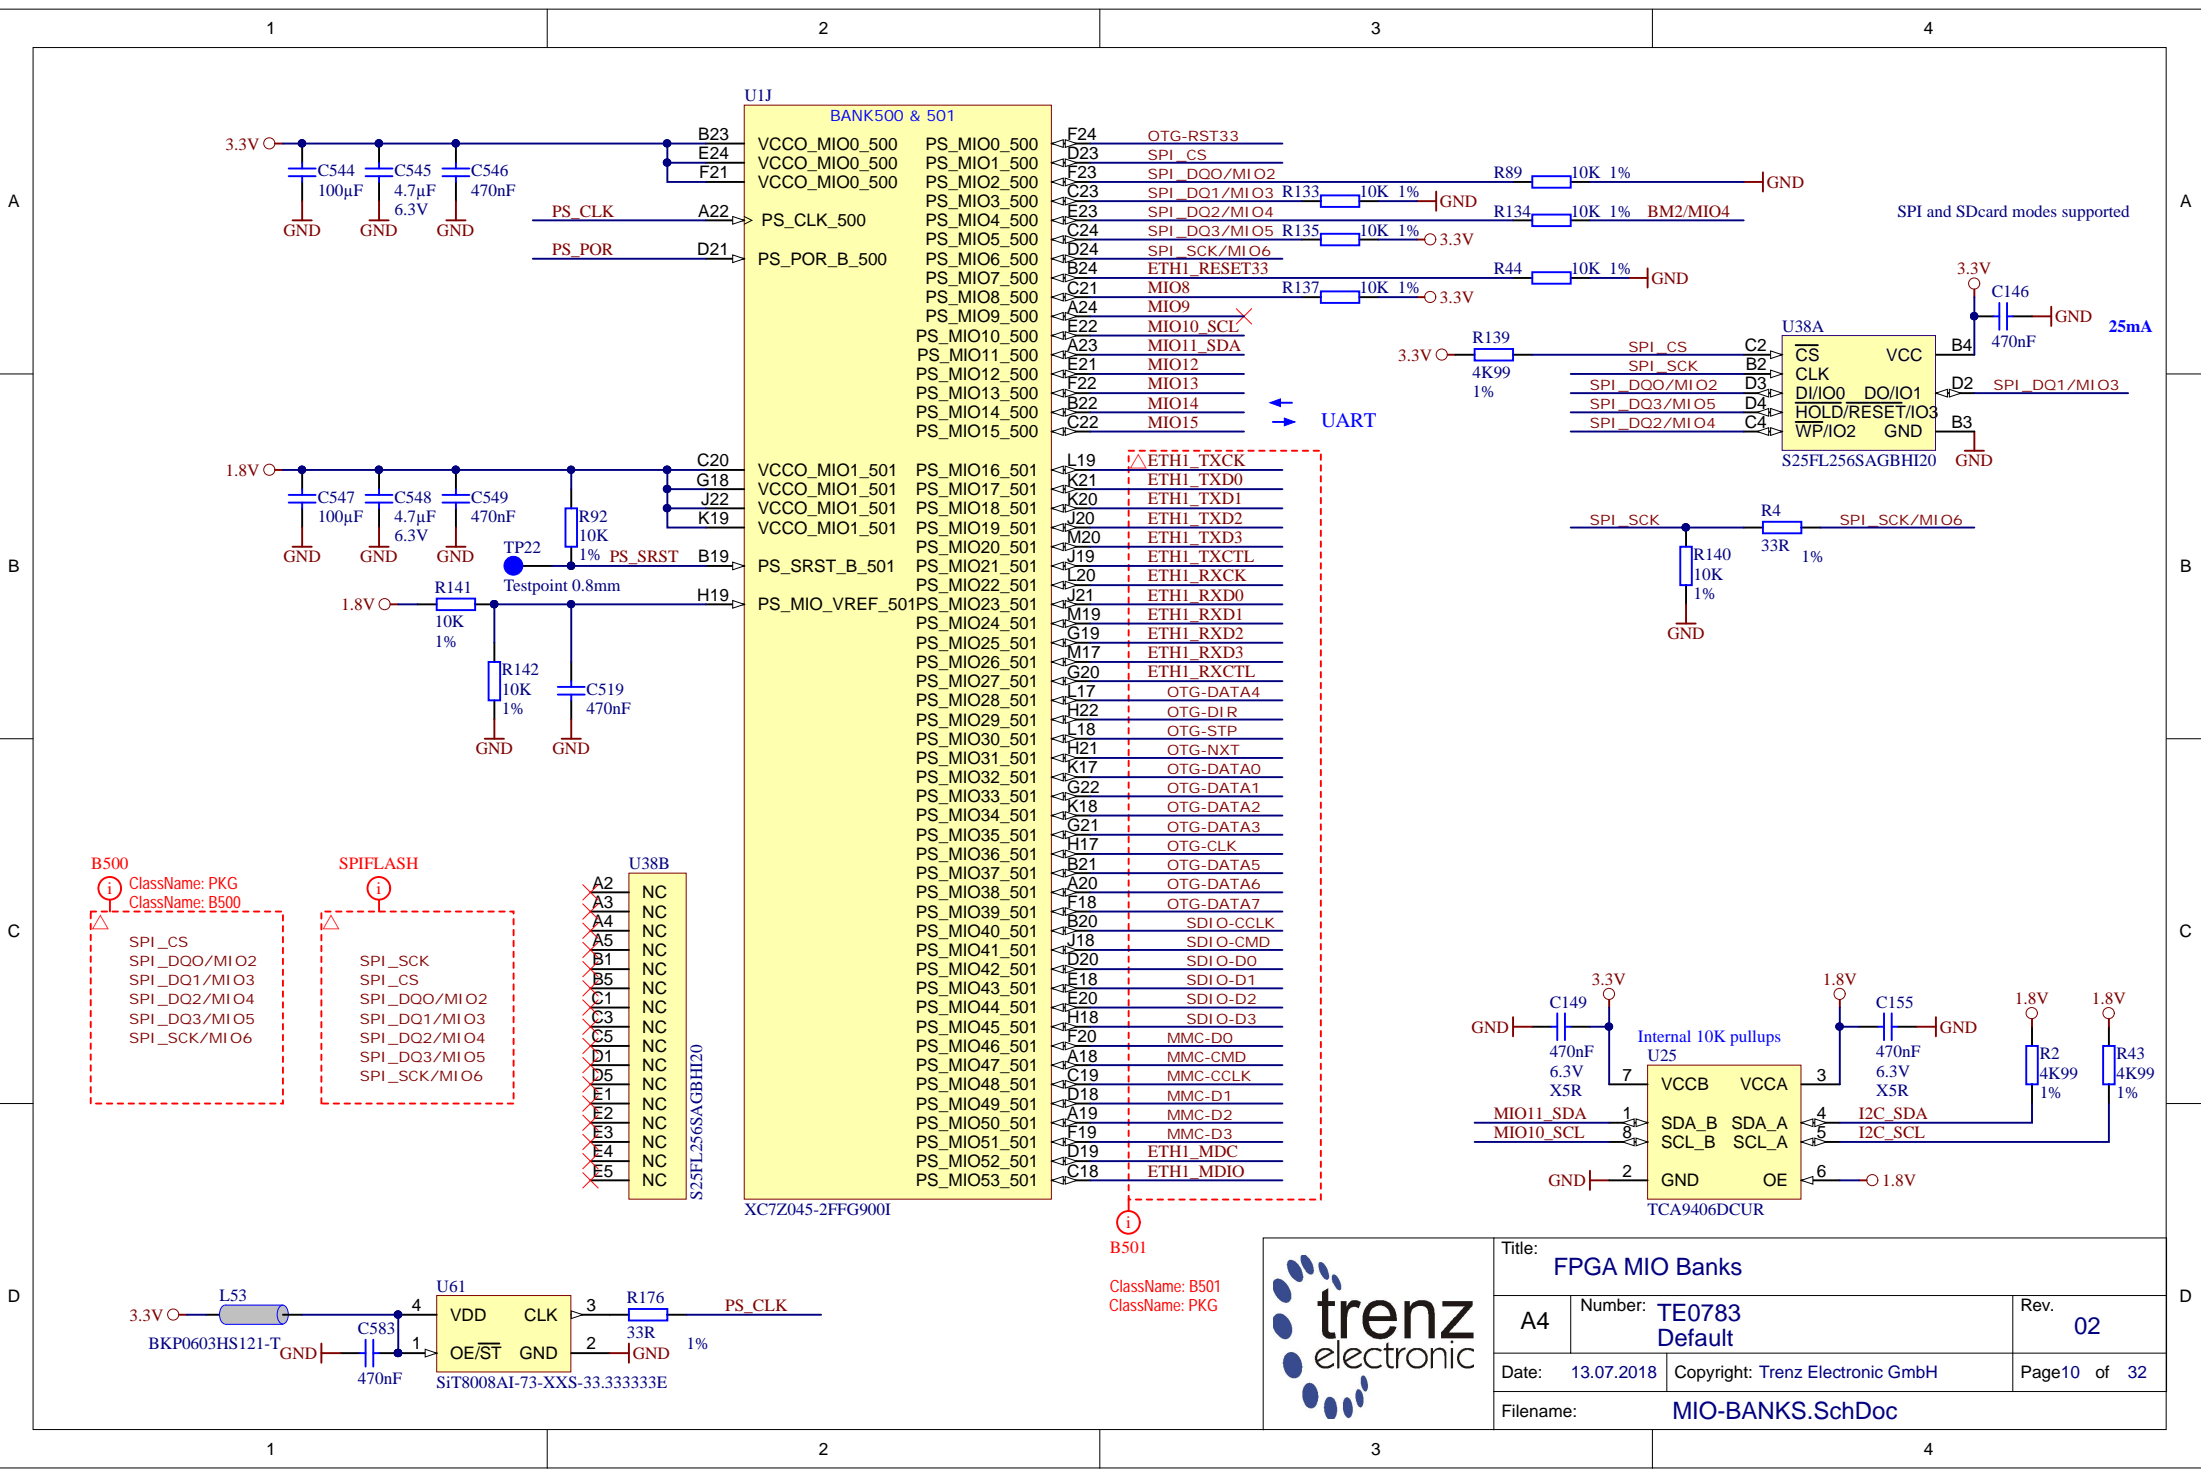 1
2
3
4
A
A
B
B
C
C
D
D
U1J
BANK500 & 501
3.3V
C544
100µF
C545
4.7µF
6.3V
C546
470nF
GND
GND
GND
PS_CLK
PS_POR
B23 VCCO_MIO0_500
E24 VCCO_MIO0_500
F21 VCCO_MIO0_500
A22 PS_CLK_500
D21 PS_POR_B_500
PS_MIO0_500 F24 OTG-RST33
PS_MIO1_500 D23 SPI_CS
PS_MIO2_500 F23 SPI_DQ0/MIO2 R89 10K 1% GND
PS_MIO3_500 C23 SPI_DQ1/MIO3 R133 10K 1% GND
PS_MIO4_500 E23 SPI_DQ2/MIO4 R134 10K 1% BM2/MIO4
PS_MIO5_500 C24 SPI_DQ3/MIO5 R135 10K 1% 3.3V
PS_MIO6_500 D24 SPI_SCK/MIO6
PS_MIO7_500 B24 ETH1_RESET33 R44 10K 1% GND
PS_MIO8_500 C21 MIO8 R137 10K 1% 3.3V
PS_MIO9_500 A24 MIO9
PS_MIO10_500 E22 MIO10_SCL
PS_MIO11_500 A23 MIO11_SDA
PS_MIO12_500 E21 MIO12
PS_MIO13_500 F22 MIO13
PS_MIO14_500 B22 MIO14
PS_MIO15_500 C22 MIO15
UART
SPI and SDcard modes supported
3.3V
C146
470nF
GND
25mA
3.3V
R139
4K99
1%
U38A
SPI_CS C2 CS VCC B4
SPI_SCK B2 CLK
SPI_DQ0/MIO2 D3 DI/IO0 DO/IO1 D2 SPI_DQ1/MIO3
SPI_DQ3/MIO5 D4 HOLD/RESET/IO3
SPI_DQ2/MIO4 C4 WP/IO2 GND B3
S25FL256SAGBHI20
GND
1.8V
C547
100µF
C548
4.7µF
6.3V
C549
470nF
GND
GND
GND
R92
10K
1%
TP22
Testpoint 0.8mm
PS_SRST
C20 VCCO_MIO1_501
G18 VCCO_MIO1_501
J22 VCCO_MIO1_501
K19 VCCO_MIO1_501
B19 PS_SRST_B_501
H19 PS_MIO_VREF_501
1.8V
R141
10K
1%
R142
10K
1%
C519
470nF
GND
GND
PS_MIO16_501 L19 ETH1_TXCK
PS_MIO17_501 K21 ETH1_TXD0
PS_MIO18_501 K20 ETH1_TXD1
PS_MIO19_501 J20 ETH1_TXD2
PS_MIO20_501 M20 ETH1_TXD3
PS_MIO21_501 J19 ETH1_TXCTL
PS_MIO22_501 L20 ETH1_RXCK
PS_MIO23_501 J21 ETH1_RXD0
PS_MIO24_501 M19 ETH1_RXD1
PS_MIO25_501 G19 ETH1_RXD2
PS_MIO26_501 M17 ETH1_RXD3
PS_MIO27_501 G20 ETH1_RXCTL
PS_MIO28_501 L17 OTG-DATA4
PS_MIO29_501 H22 OTG-DIR
PS_MIO30_501 L18 OTG-STP
PS_MIO31_501 H21 OTG-NXT
PS_MIO32_501 K17 OTG-DATA0
PS_MIO33_501 G22 OTG-DATA1
PS_MIO34_501 K18 OTG-DATA2
PS_MIO35_501 G21 OTG-DATA3
PS_MIO36_501 H17 OTG-CLK
PS_MIO37_501 B21 OTG-DATA5
PS_MIO38_501 A20 OTG-DATA6
PS_MIO39_501 F18 OTG-DATA7
PS_MIO40_501 B20 SDIO-CCLK
PS_MIO41_501 J18 SDIO-CMD
PS_MIO42_501 D20 SDIO-D0
PS_MIO43_501 E18 SDIO-D1
PS_MIO44_501 E20 SDIO-D2
PS_MIO45_501 H18 SDIO-D3
PS_MIO46_501 F20 MMC-D0
PS_MIO47_501 A18 MMC-CMD
PS_MIO48_501 C19 MMC-CCLK
PS_MIO49_501 D18 MMC-D1
PS_MIO50_501 A19 MMC-D2
PS_MIO51_501 F19 MMC-D3
PS_MIO52_501 D19 ETH1_MDC
PS_MIO53_501 C18 ETH1_MDIO
XC7Z045-2FFG900I
i
B501
ClassName: B501
ClassName: PKG
SPI_SCK
R4
33R
1%
SPI_SCK/MIO6
R140
10K
1%
GND
B500
i
ClassName: PKG
ClassName: B500
SPI_CS
SPI_DQ0/MIO2
SPI_DQ1/MIO3
SPI_DQ2/MIO4
SPI_DQ3/MIO5
SPI_SCK/MIO6
SPIFLASH
i
SPI_SCK
SPI_CS
SPI_DQ0/MIO2
SPI_DQ1/MIO3
SPI_DQ2/MIO4
SPI_DQ3/MIO5
SPI_SCK/MIO6
U38B
A2 NC
A3 NC
A4 NC
A5 NC
B1 NC
B5 NC
C1 NC
C3 NC
C5 NC
D1 NC
D5 NC
E1 NC
E2 NC
E3 NC
E4 NC
E5 NC
S25FL256SAGBHI20
3.3V
C149
GND
470nF
6.3V
X5R
Internal 10K pullups
U25
1.8V
C155
GND
470nF
6.3V
X5R
1.8V
R2
4K99
1%
1.8V
R43
4K99
1%
7 VCCB VCCA 3
MIO11_SDA 1 SDA_B SDA_A 4 I2C_SDA
MIO10_SCL 8 SCL_B SCL_A 5 I2C_SCL
GND 2 GND OE 6 1.8V
TCA9406DCUR
3.3V
L53
BKP0603HS121-T
GND
C583
470nF
U61
4 VDD CLK 3
1 OE/ST GND 2
SiT8008AI-73-XXS-33.333333E
R176
33R
1%
PS_CLK
GND
trenz
electronic
Title:
FPGA MIO Banks
A4
Number: TE0783
Default
Rev.
02
Date: 13.07.2018
Copyright: Trenz Electronic GmbH
Page10 of 32
Filename: MIO-BANKS.SchDoc
1
2
3
4